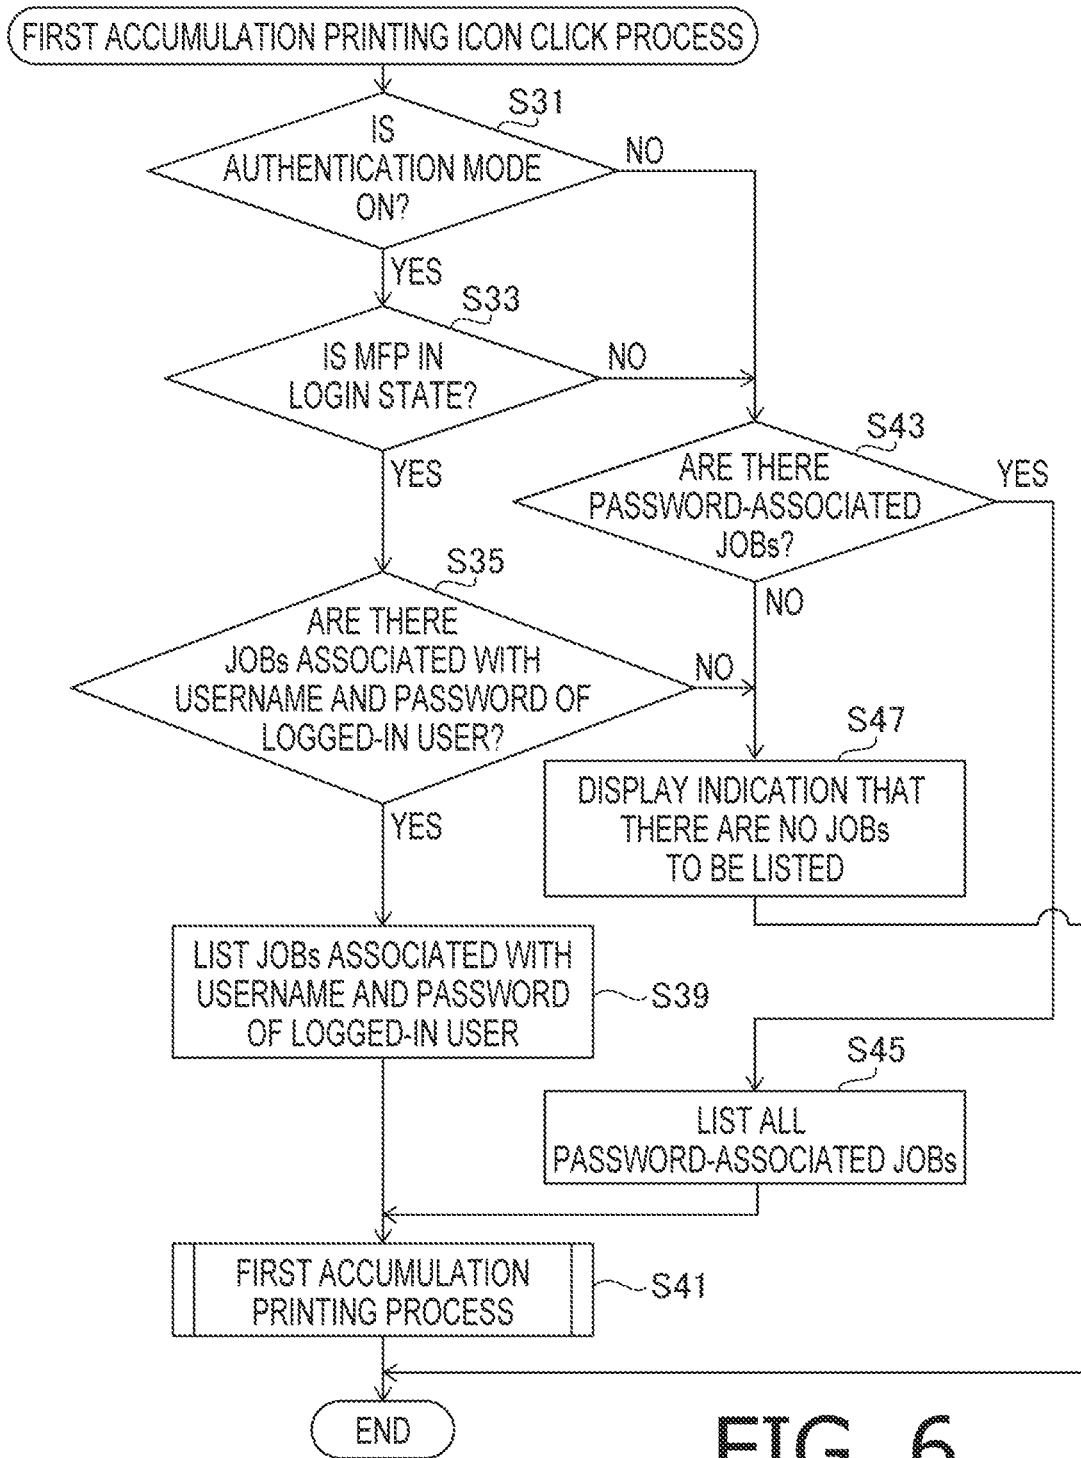 FIRST ACCUMULATION PRINTING ICON CLICK PROCESS
S31
IS
AUTHENTICATION MODE
ON?
NO
YES
S33
IS MFP IN
LOGIN STATE?
NO
YES
S43
ARE THERE
PASSWORD-ASSOCIATED
JOBs?
YES
NO
S35
ARE THERE
JOBs ASSOCIATED WITH
USERNAME AND PASSWORD OF
LOGGED-IN USER?
NO
YES
S47
DISPLAY INDICATION THAT
THERE ARE NO JOBs
TO BE LISTED
LIST JOBs ASSOCIATED WITH
USERNAME AND PASSWORD
OF LOGGED-IN USER
S39
S45
LIST ALL
PASSWORD-ASSOCIATED JOBs
FIRST ACCUMULATION
PRINTING PROCESS
S41
END
FIG. 6